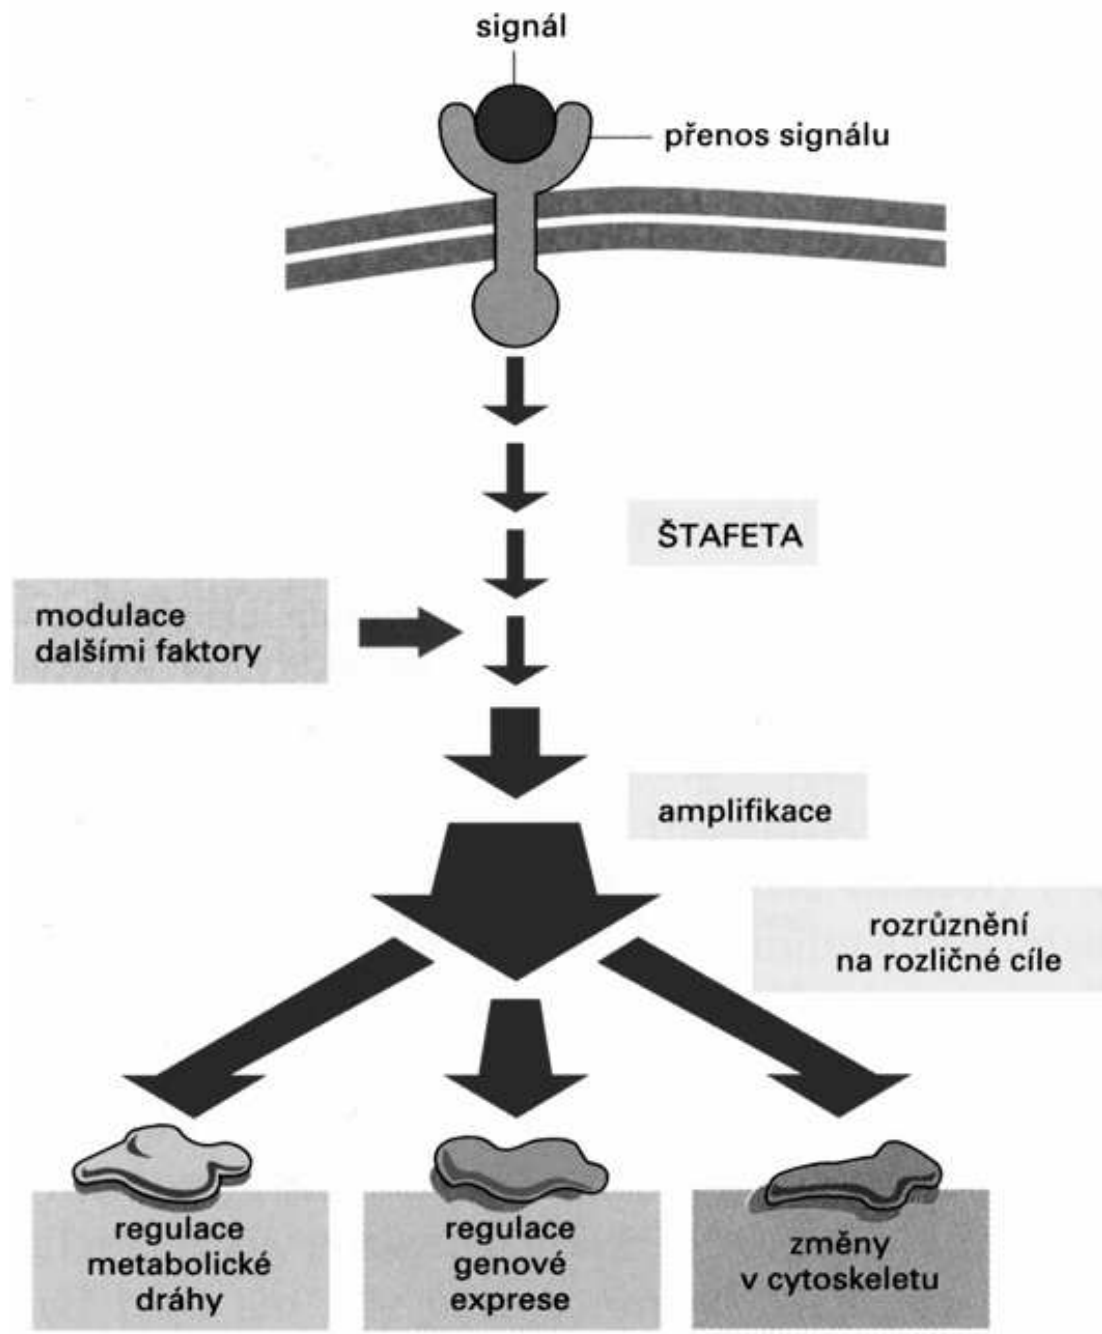 signál
přenos signálu
ŠTAFETA
modulace
dalšími faktory
amplifikace
rozrůznění
na rozličné cíle
regulace
metabolické
dráhy
regulace
genové
exprese
změny
v cytoskeletu